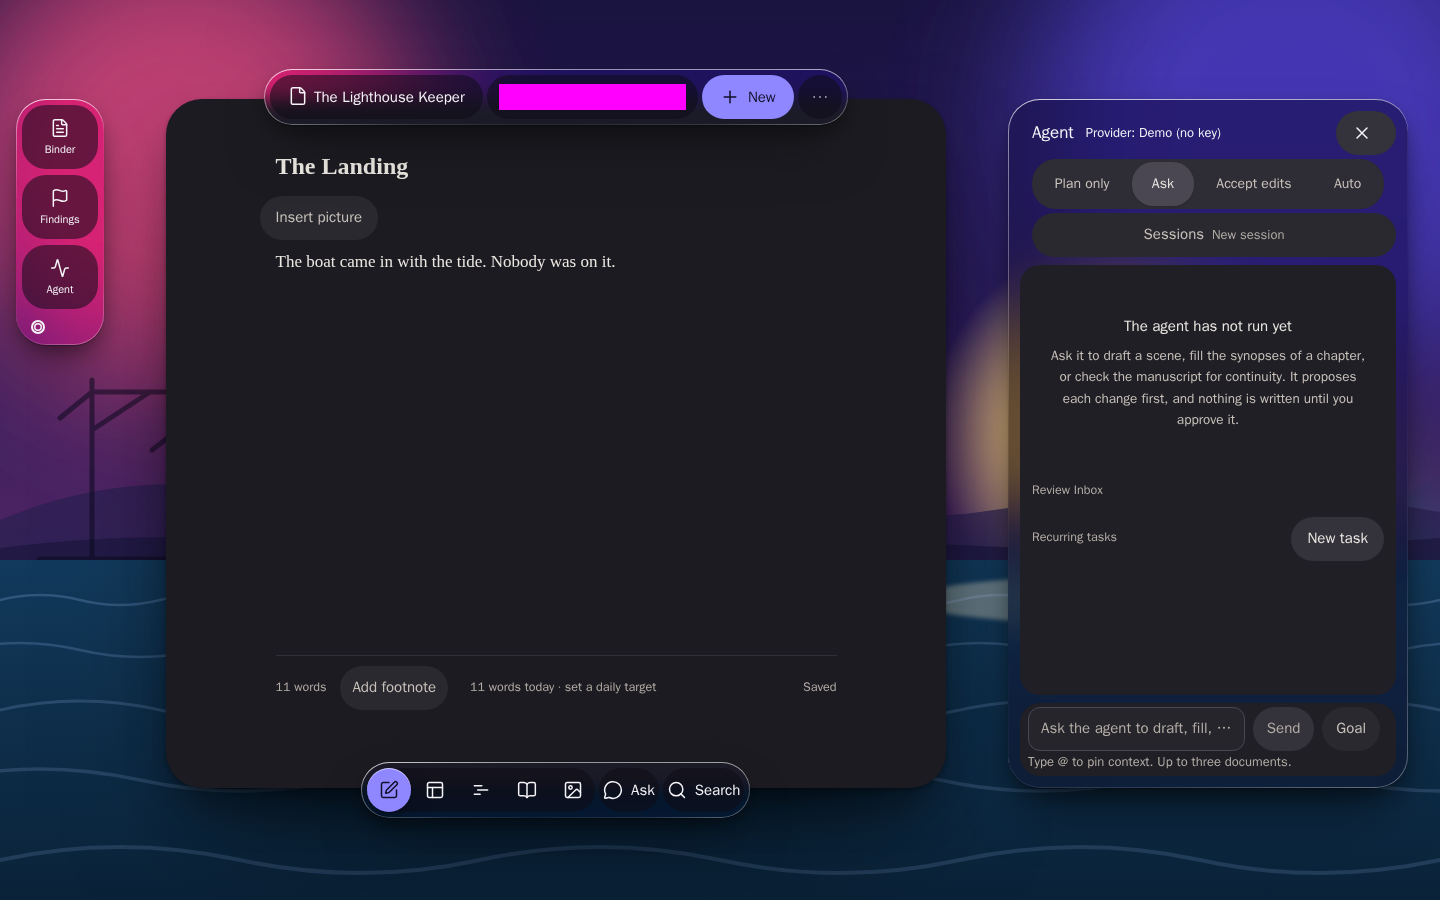 The Lighthouse Keeper
New
Binder
Findings
Agent
The Landing
Insert picture
The boat came in with the tide. Nobody was on it.
11 words
Add footnote
11 words today · set a daily target
Saved
Ask
Search
Agent
Provider: Demo (no key)
Plan only
Ask
Accept edits
Auto
Sessions New session
The agent has not run yet
Ask it to draft a scene, fill the synopses of a chapter,
or check the manuscript for continuity. It proposes
each change first, and nothing is written until you
approve it.
Review Inbox
Recurring tasks
New task
Ask the agent to draft, fill, ⋯
Send
Goal
Type @ to pin context. Up to three documents.